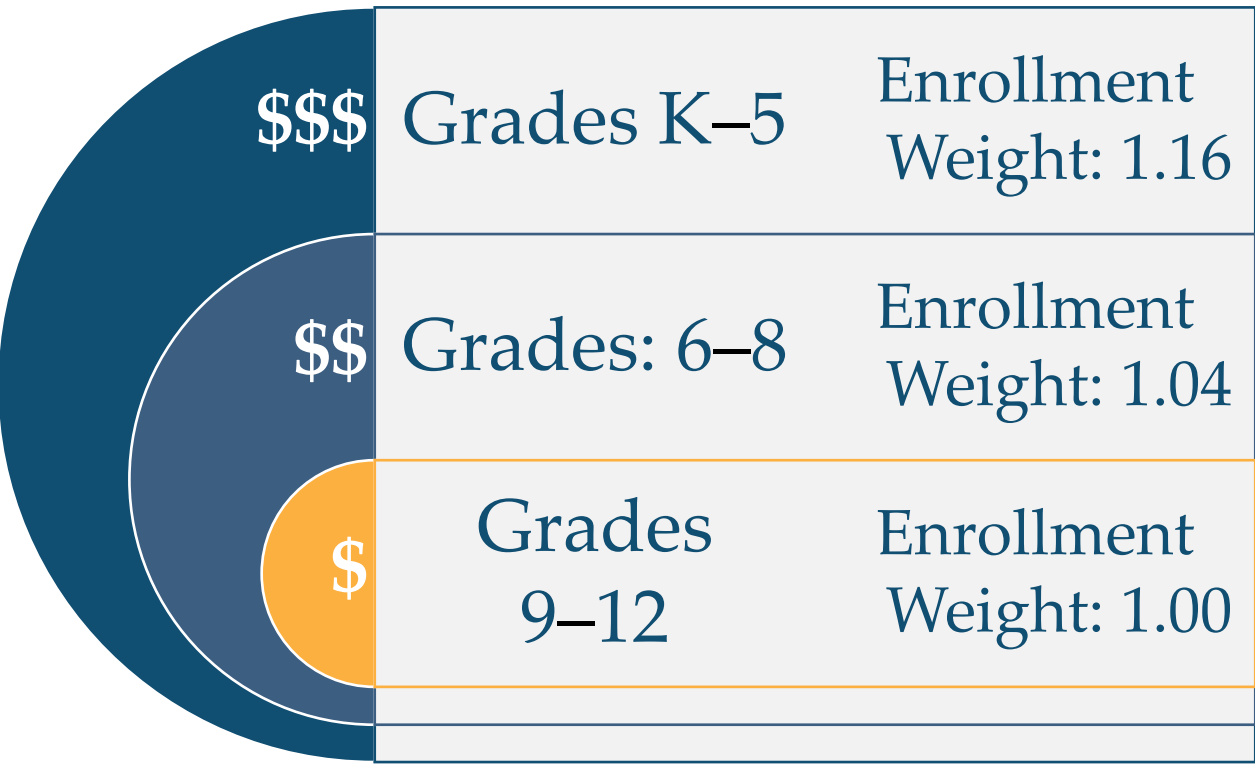 $$$ Grades K–5 Enrollment
Weight: 1.16
$$ Grades: 6–8 Enrollment
Weight: 1.04
$ Grades
9–12
Enrollment
Weight: 1.00